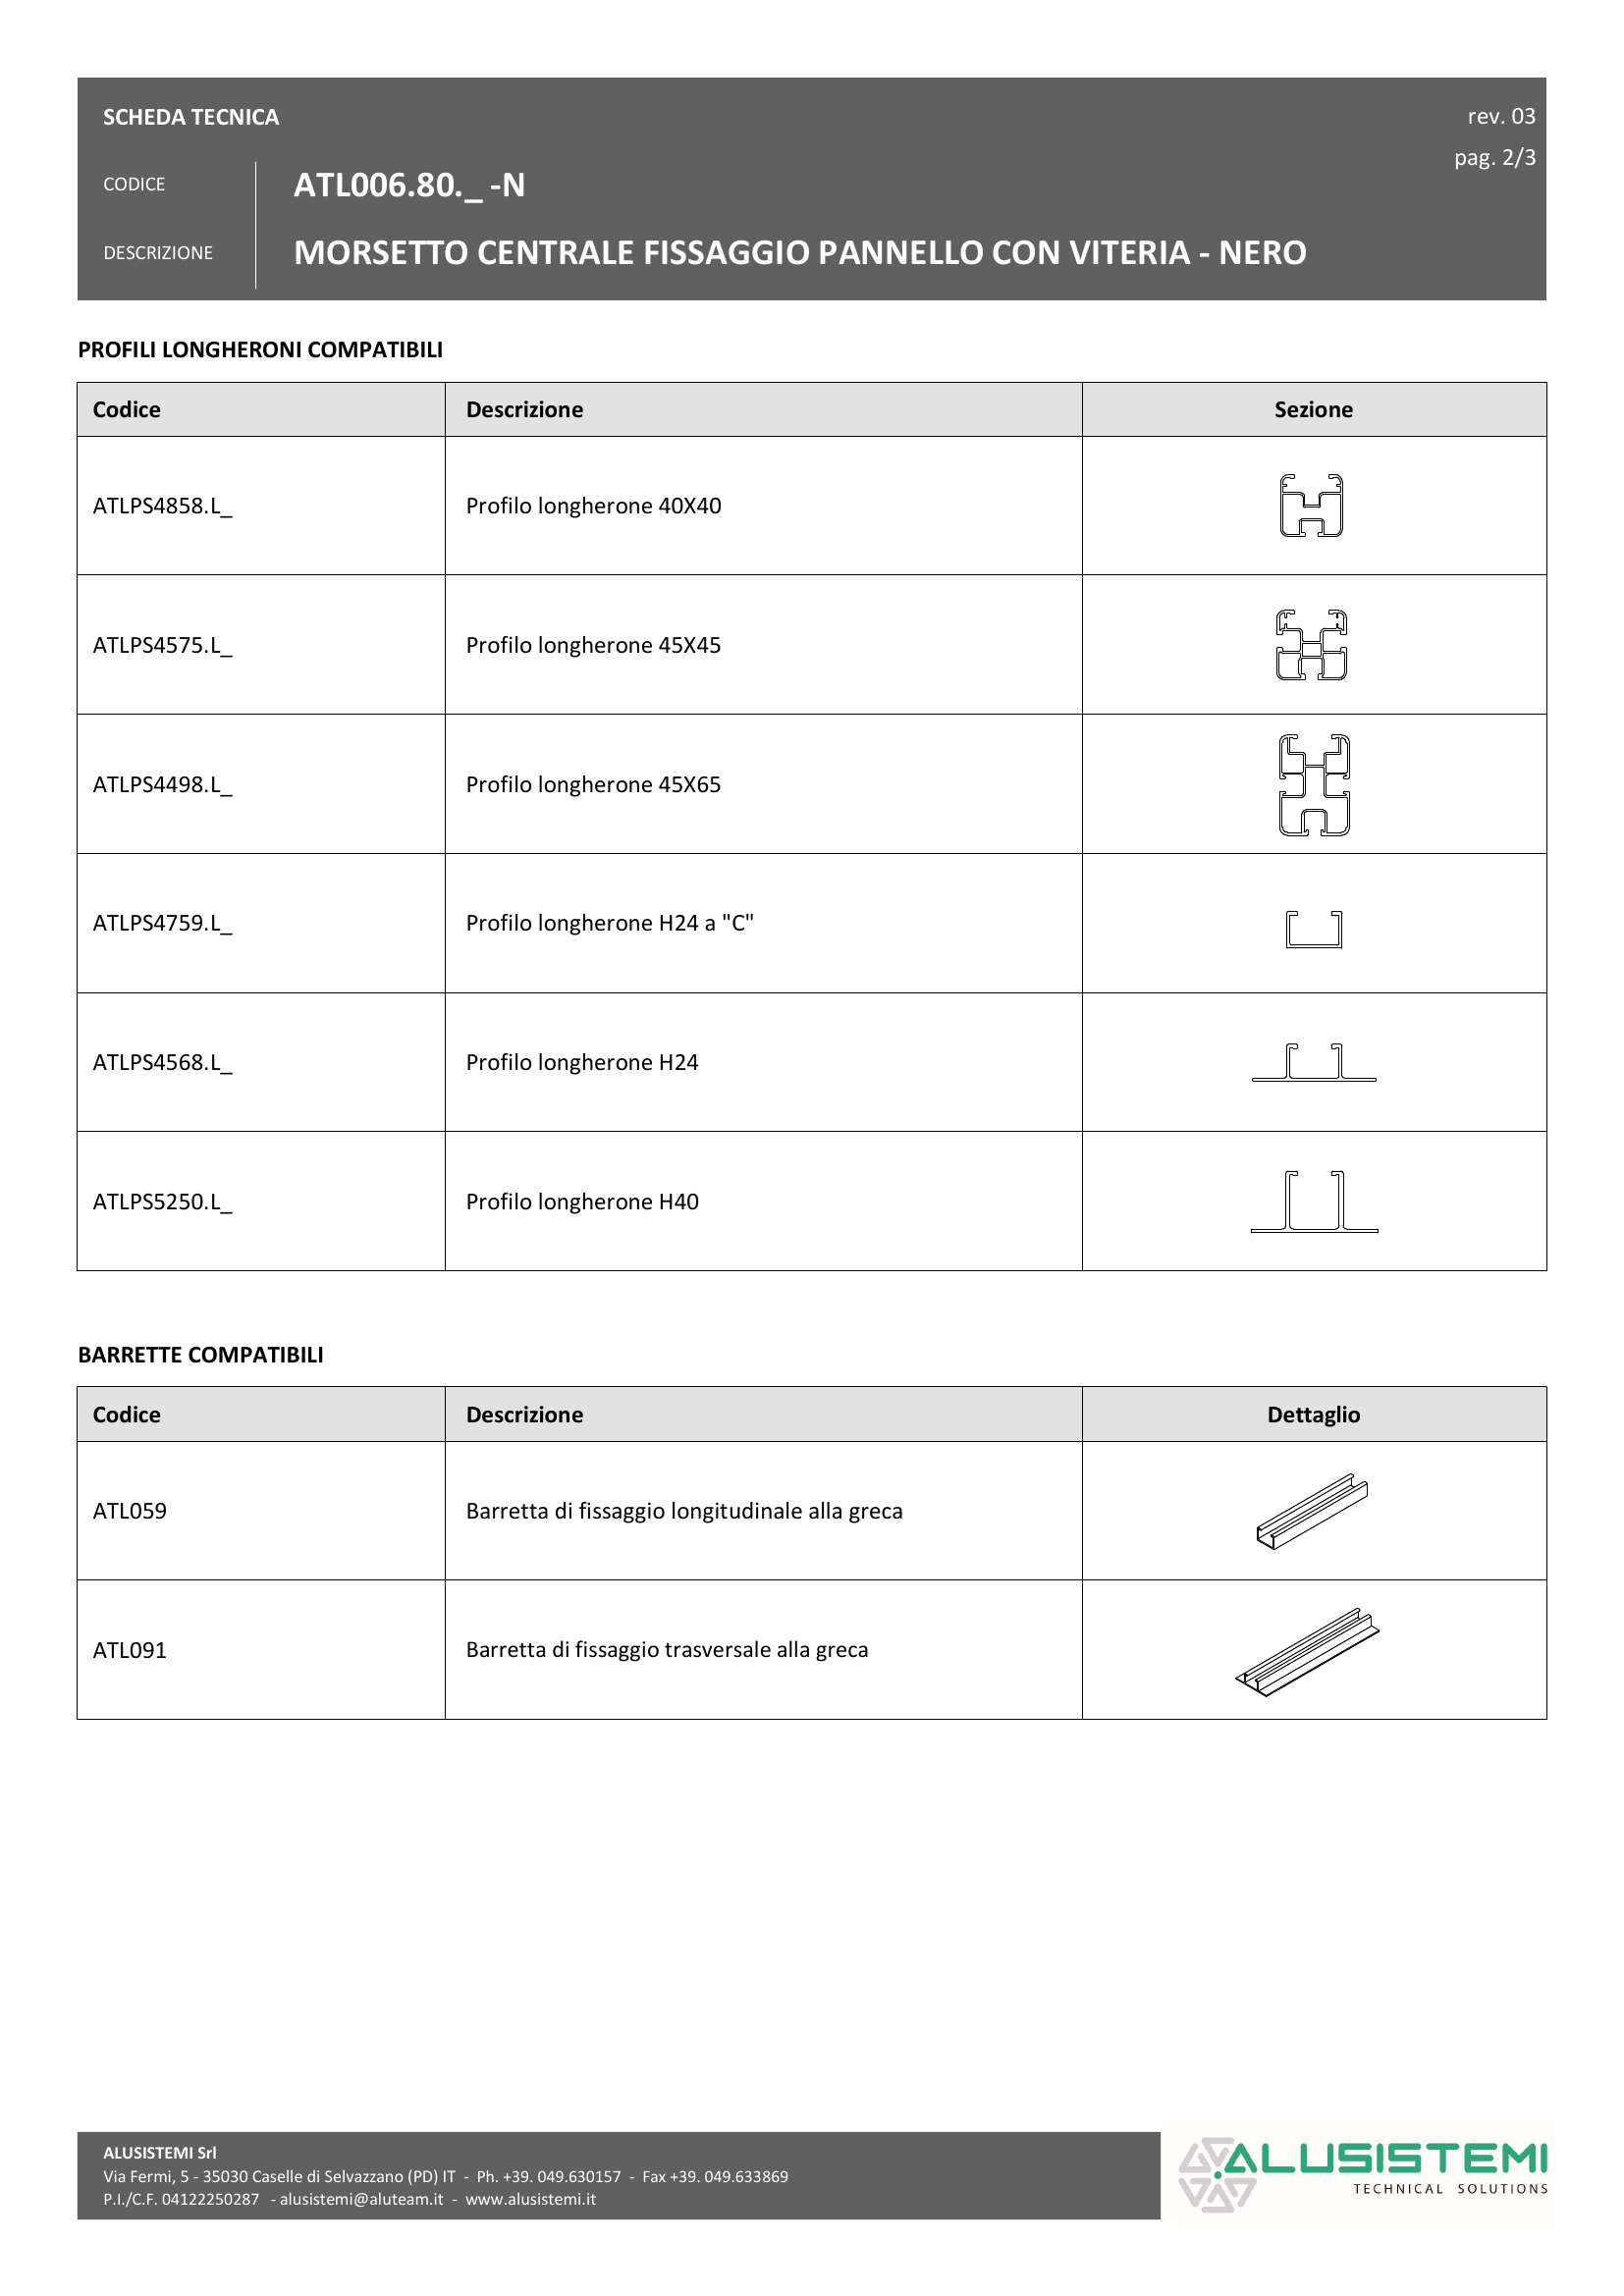 SCHEDA TECNICA
rev. 03
pag. 2/3
CODICE
ATL006.80._ -N
DESCRIZIONE
MORSETTO CENTRALE FISSAGGIO PANNELLO CON VITERIA - NERO
PROFILI LONGHERONI COMPATIBILI
Codice Descrizione Sezione
ATLPS4858.L_ Profilo longherone 40X40
ATLPS4575.L_ Profilo longherone 45X45
ATLPS4498.L_ Profilo longherone 45X65
ATLPS4759.L_ Profilo longherone H24 a "C"
ATLPS4568.L_ Profilo longherone H24
ATLPS5250.L_ Profilo longherone H40
BARRETTE COMPATIBILI
Codice Descrizione Dettaglio
ATL059 Barretta di fissaggio longitudinale alla greca
ATL091 Barretta di fissaggio trasversale alla greca
ALUSISTEMI Srl
Via Fermi, 5 - 35030 Caselle di Selvazzano (PD) IT - Ph. +39. 049.630157 - Fax +39. 049.633869
P.I./C.F. 04122250287 - alusistemi@aluteam.it - www.alusistemi.it
ALUSISTEMI
TECHNICAL SOLUTIONS